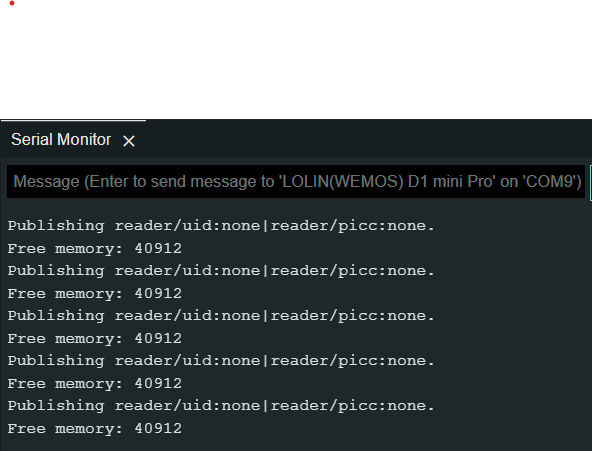 Serial Monitor
Message (Enter to send message to 'LOLIN(WEMOS) D1 mini Pro' on 'COM9')
Publishing reader/uid:none|reader/picc:none.
Free memory: 40912
Publishing reader/uid:none|reader/picc:none.
Free memory: 40912
Publishing reader/uid:none|reader/picc:none.
Free memory: 40912
Publishing reader/uid:none|reader/picc:none.
Free memory: 40912
Publishing reader/uid:none|reader/picc:none.
Free memory: 40912